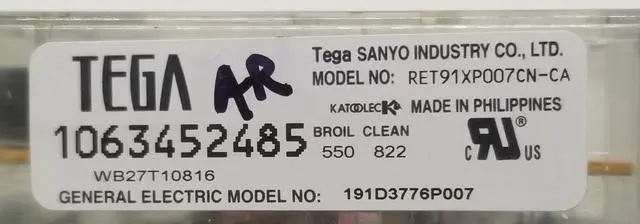 TEGA AR
Tega SANYO INDUSTRY CO., LTD.
MODEL NO: RET91XP007CN-CA
KATOOLEC K MADE IN PHILIPPINES
1063452485
BROIL CLEAN
550 822
C RU ® US
WB27T10816
GENERAL ELECTRIC MODEL NO: 191D3776P007